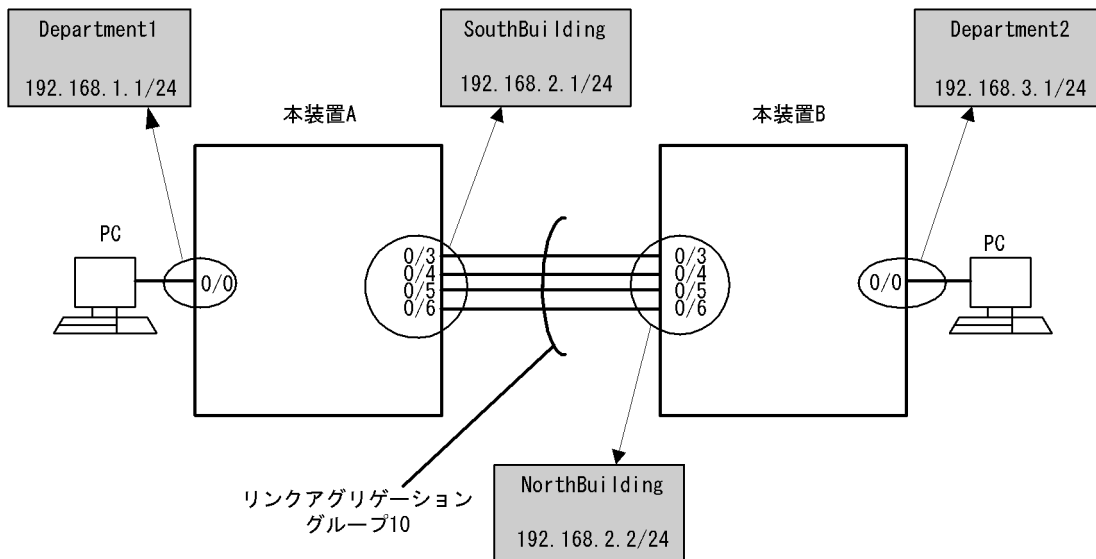 Department1
192.168.1.1/24
SouthBuilding
192.168.2.1/24
Department2
192.168.3.1/24
本装置A
本装置B
PC
0/0
0/3
0/4
0/5
0/6
0/3
0/4
0/5
0/6
0/0
PC
リンクアグリゲーション
グループ10
NorthBuilding
192.168.2.2/24